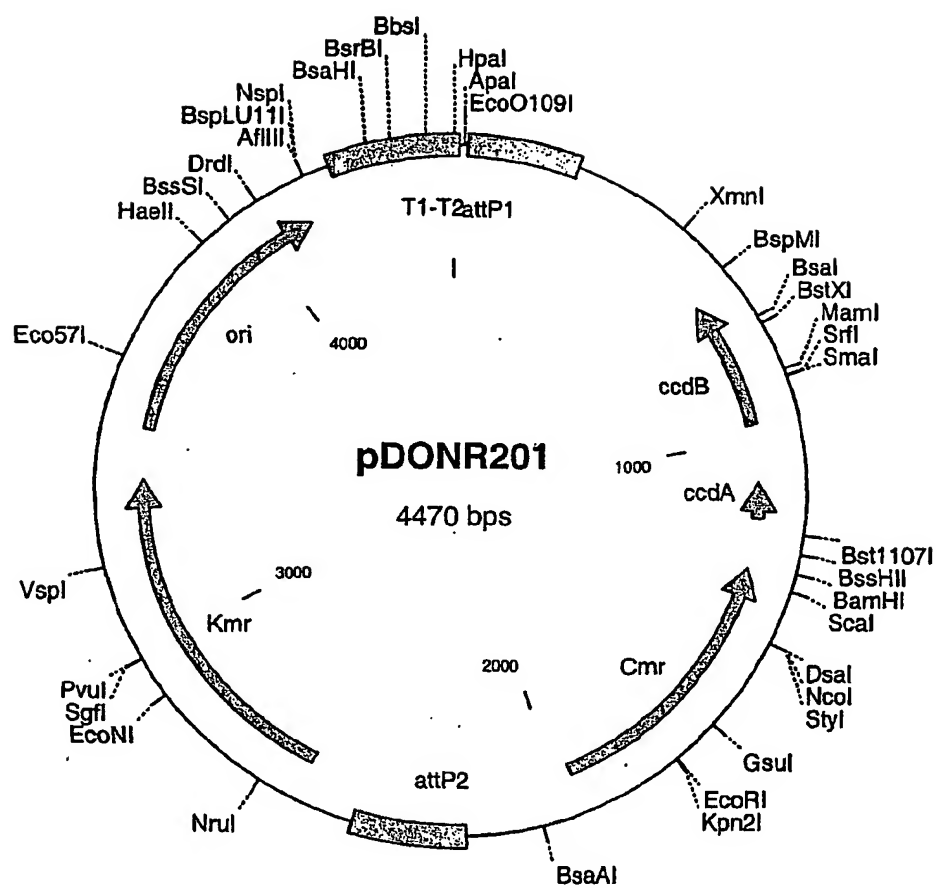 BbsI
BsrBI
BsaHI
HpaI
ApaI
EcoO109I
NspI
BspLU11I
AflIII
DrdI
BssSI
HaeII
Eco57I
T1-T2attP1
XmnI
BspMI
BsaI
BstXI
MamI
SrfI
SmaI
ori
4000
ccdB
pDONR201
4470 bps
1000
ccdA
Bst1107I
BssHII
BamHI
ScaI
VspI
3000
Kmr
2000
Cmr
DsaI
NcoI
StyI
PvuI
SgfI
EcoNI
GsuI
attP2
EcoRI
Kpn2I
NruI
BsaAI